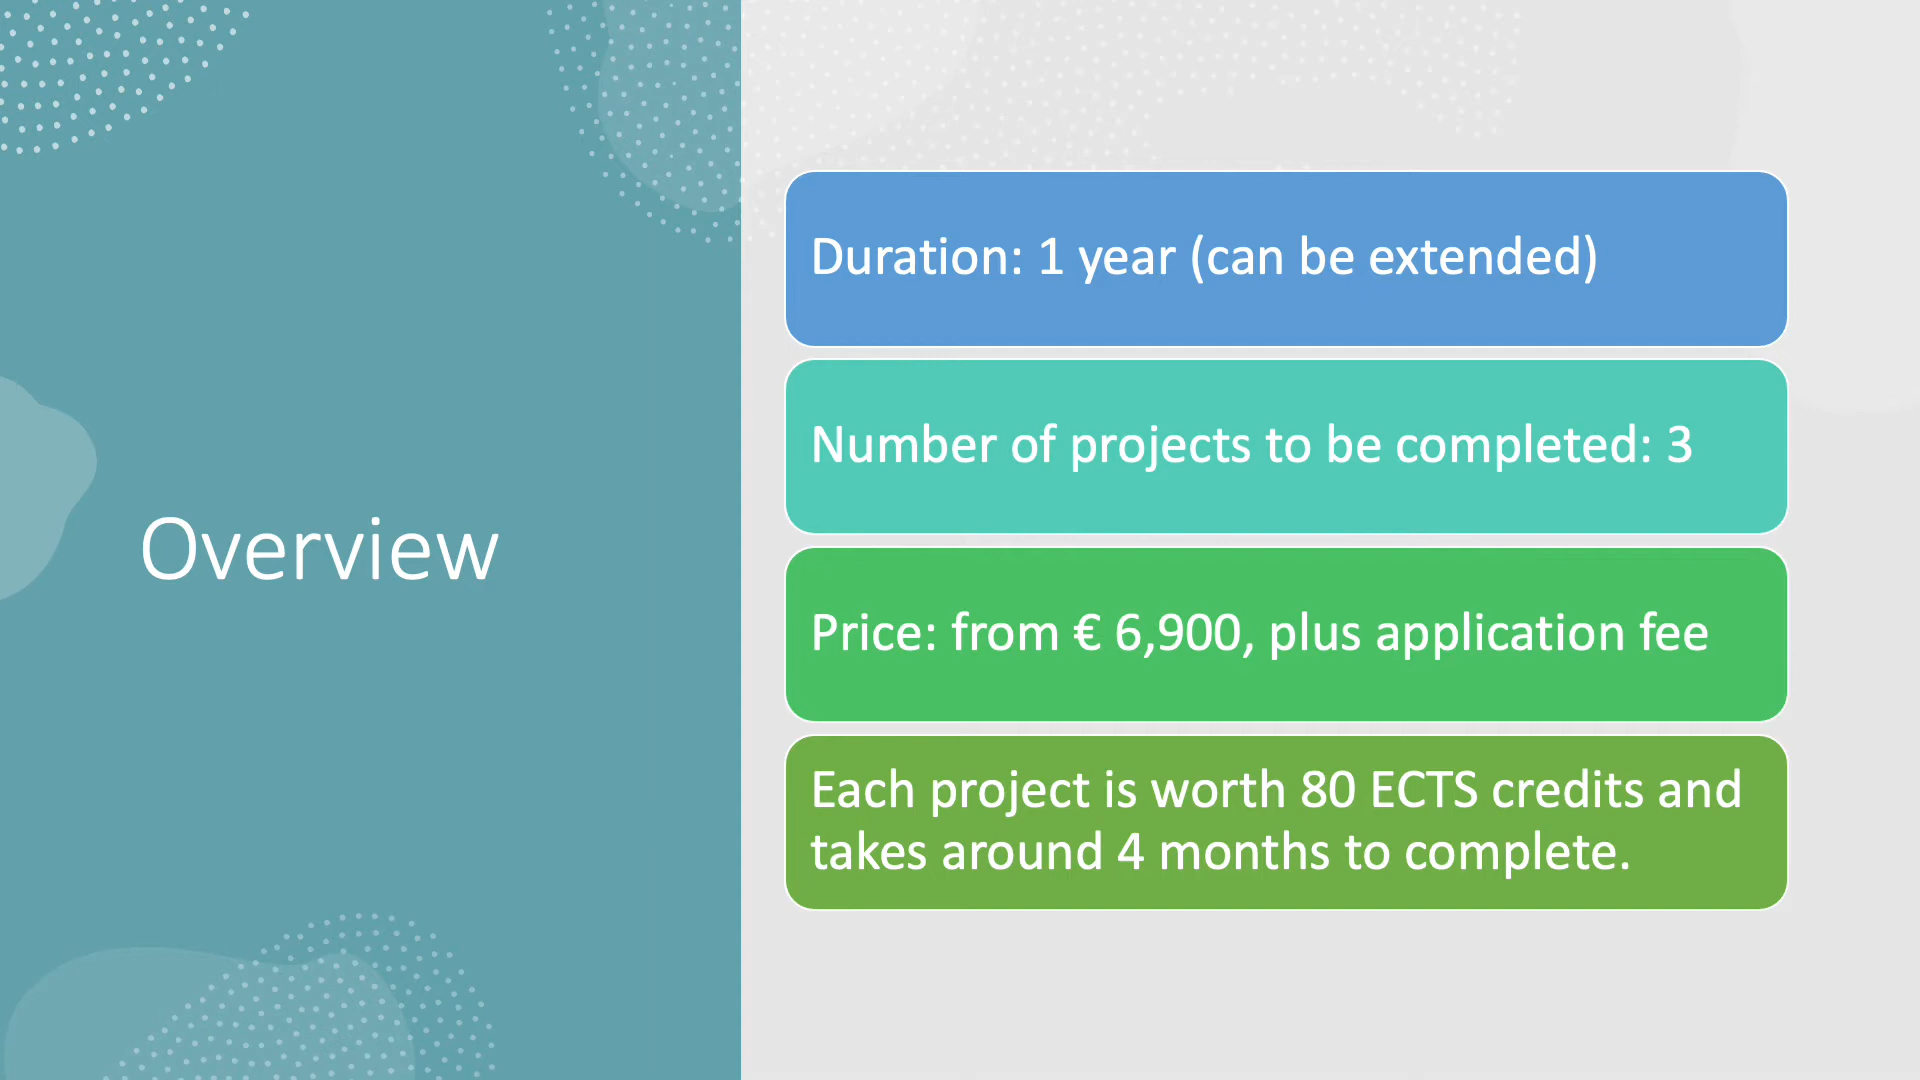 Overview
Duration: 1 year (can be extended)
Number of projects to be completed: 3
Price: from € 6,900, plus application fee
Each project is worth 80 ECTS credits and
takes around 4 months to complete.